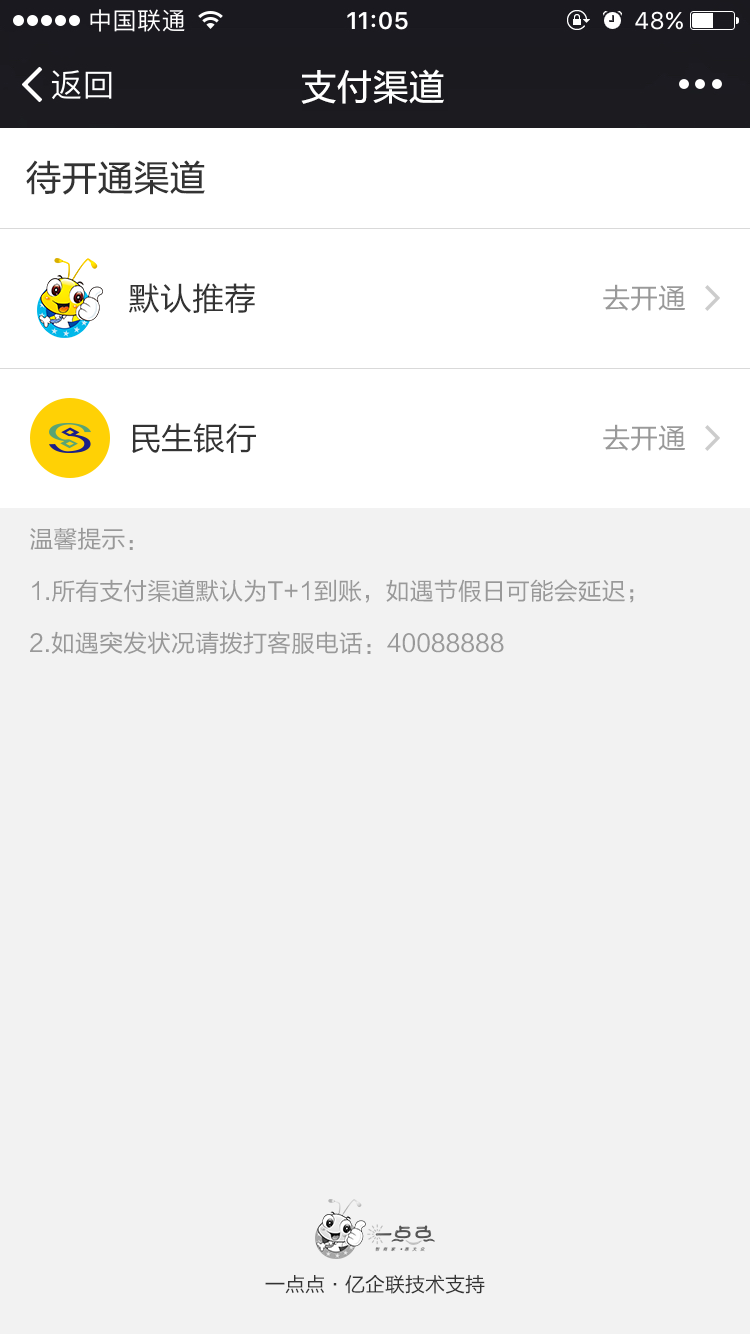 中国联通
11:05
48%
返回
支付渠道
待开通渠道
默认推荐
去开通
民生银行
去开通
温馨提示：
1.所有支付渠道默认为T+1到账，如遇节假日可能会延迟；
2.如遇突发状况请拨打客服电话：40088888
一点点
一点点 · 亿企联技术支持